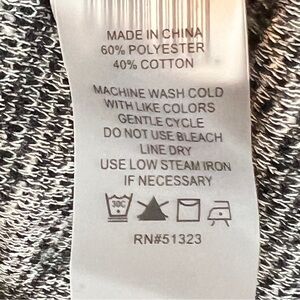 MADE IN CHINA
60% POLYESTER
40% COTTON
MACHINE WASH COLD
WITH LIKE COLORS
GENTLE CYCLE
DO NOT USE BLEACH
LINE DRY
USE LOW STEAM IRON
IF NECESSARY
30C
RN#51323